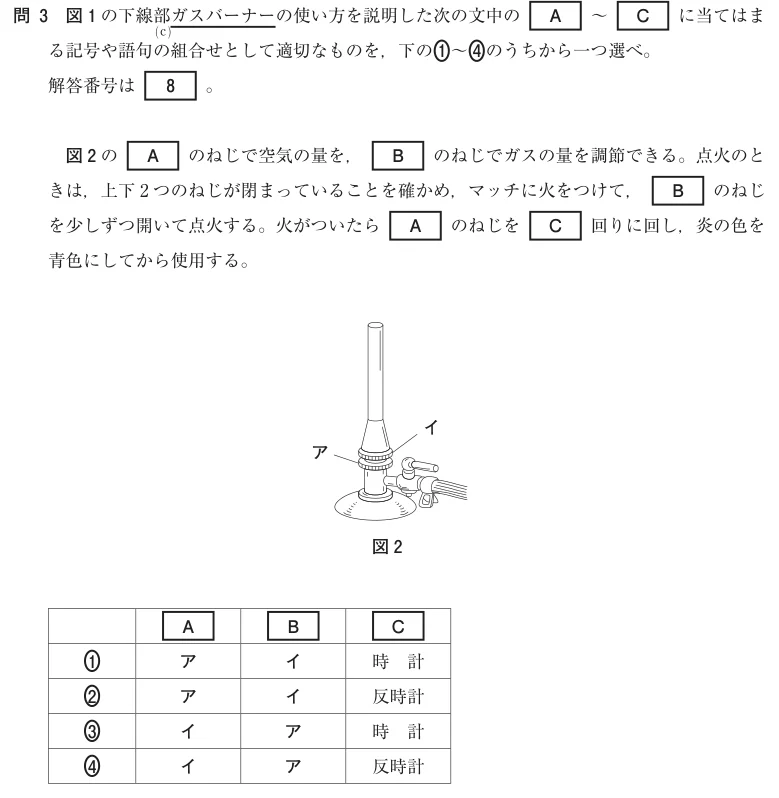 問3 図1の下線部ガスバーナーの使い方を説明した次の文中の A ～ C に当てはま
(c)
る記号や語句の組合せとして適切なものを，下の①～④のうちから一つ選べ。
解答番号は 8 。
図2の A のねじで空気の量を， B のねじでガスの量を調節できる。点火のと
きは，上下2つのねじが閉まっていることを確かめ，マッチに火をつけて， B のねじ
を少しずつ開いて点火する。火がついたら A のねじを C 回りに回し，炎の色を
青色にしてから使用する。
イ
ア
図2
A B C
① ア イ 時 計
② ア イ 反時計
③ イ ア 時 計
④ イ ア 反時計